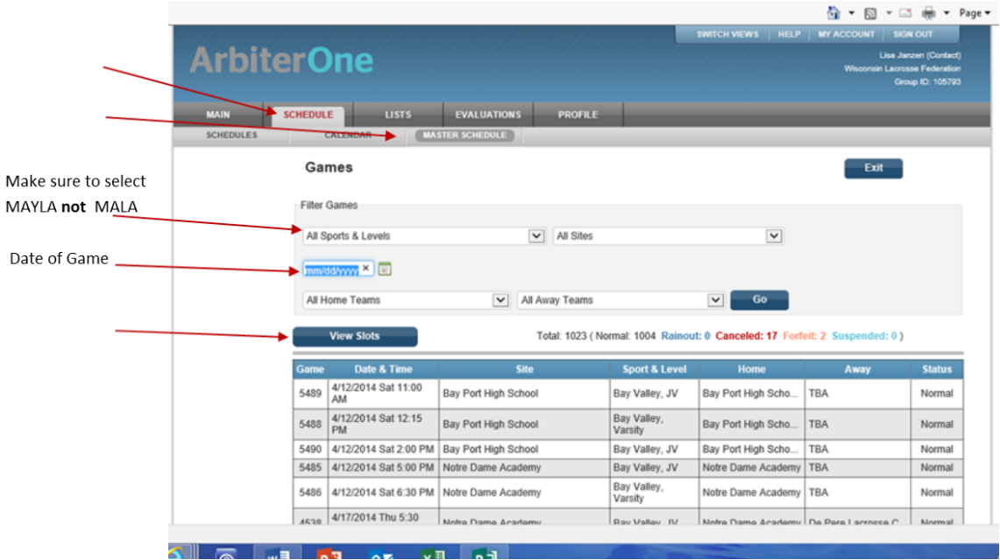 Page
SWITCH VIEWS HELP MY ACCOUNT SIGN OUT
ArbiterOne
Lisa Janzen (Contact)
Wisconsin Lacrosse Federation
Group ID: 105793
MAIN SCHEDULE LISTS EVALUATIONS PROFILE
SCHEDULES CALENDAR MASTER SCHEDULE
Games Exit
Make sure to select
MAYLA not MALA
Filter Games
All Sports & Levels All Sites
Date of Game
mm/dd/yyyy
All Home Teams All Away Teams Go
View Slots Total: 1023 ( Normal: 1004 Rainout: 0 Canceled: 17 Forfeit: 2 Suspended: 0 )
Game Date & Time Site Sport & Level Home Away Status
5489 4/12/2014 Sat 11:00 AM Bay Port High School Bay Valley, JV Bay Port High Scho... TBA Normal
5488 4/12/2014 Sat 12:15 PM Bay Port High School Bay Valley, Varsity Bay Port High Scho... TBA Normal
5490 4/12/2014 Sat 2:00 PM Bay Port High School Bay Valley, JV Bay Port High Scho... TBA Normal
5485 4/12/2014 Sat 5:00 PM Notre Dame Academy Bay Valley, JV Notre Dame Academy TBA Normal
5486 4/12/2014 Sat 6:30 PM Notre Dame Academy Bay Valley, Varsity Notre Dame Academy TBA Normal
4538 4/17/2014 Thu 5:30 Notre Dame Academy Bay Valley, JV Notre Dame Academy De Pere Lacrosse C Normal